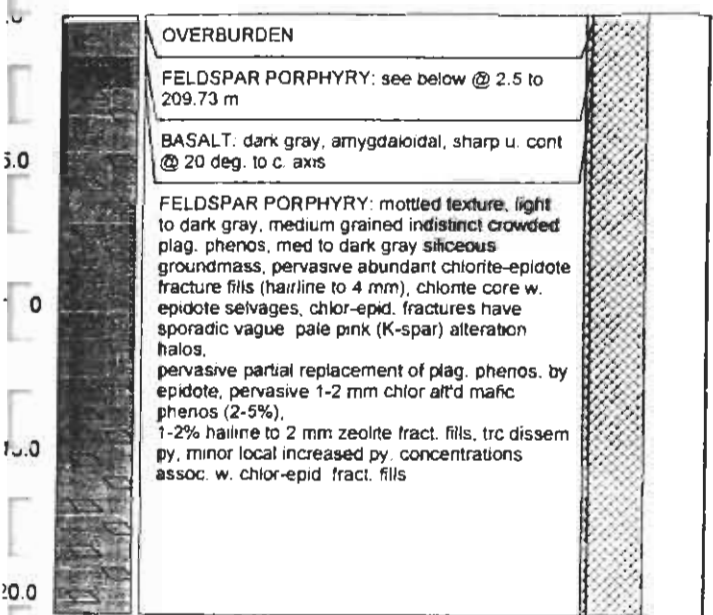 OVERBURDEN
FELDSPAR PORPHYRY: see below @ 2.5 to
209.73 m
BASALT: dark gray, amygdaloidal, sharp u. cont
@ 20 deg. to c. axis
5.0
FELDSPAR PORPHYRY: mottled texture, light
to dark gray, medium grained indistinct crowded
plag. phenos, med to dark gray siliceous
groundmass, pervasive abundant chlorite-epidote
fracture fills (hairline to 4 mm), chlorite core w.
epidote selvages, chlor-epid. fractures have
sporadic vague pale pink (K-spar) alteration
halos,
pervasive partial replacement of plag. phenos. by
epidote, pervasive 1-2 mm chlor alt'd mafic
phenos (2-5%),
1-2% hairline to 2 mm zeolite fract. fills, trc dissem
py, minor local increased py. concentrations
assoc. w. chlor-epid fract. fills
20.0